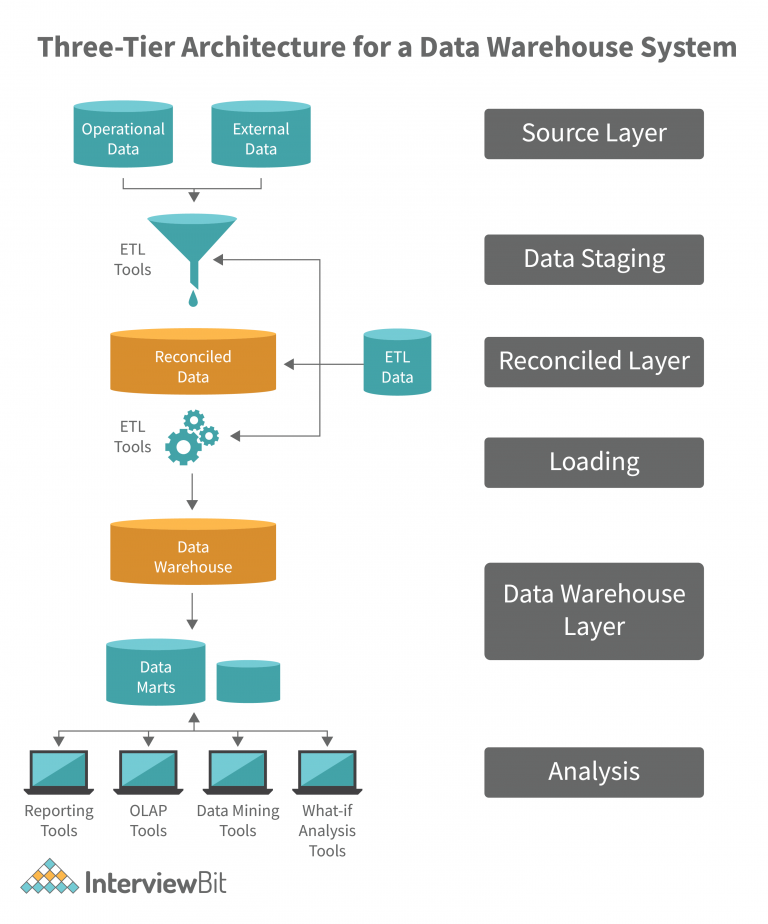 Three-Tier Architecture for a Data Warehouse System
Operational
Data
External
Data
Source Layer
ETL
Tools
Data Staging
Reconciled
Data
ETL
Data
Reconciled Layer
ETL
Tools
Loading
Data
Warehouse
Data Warehouse
Layer
Data
Marts
Analysis
Reporting
Tools
OLAP
Tools
Data Mining
Tools
What-if
Analysis
Tools
InterviewBit